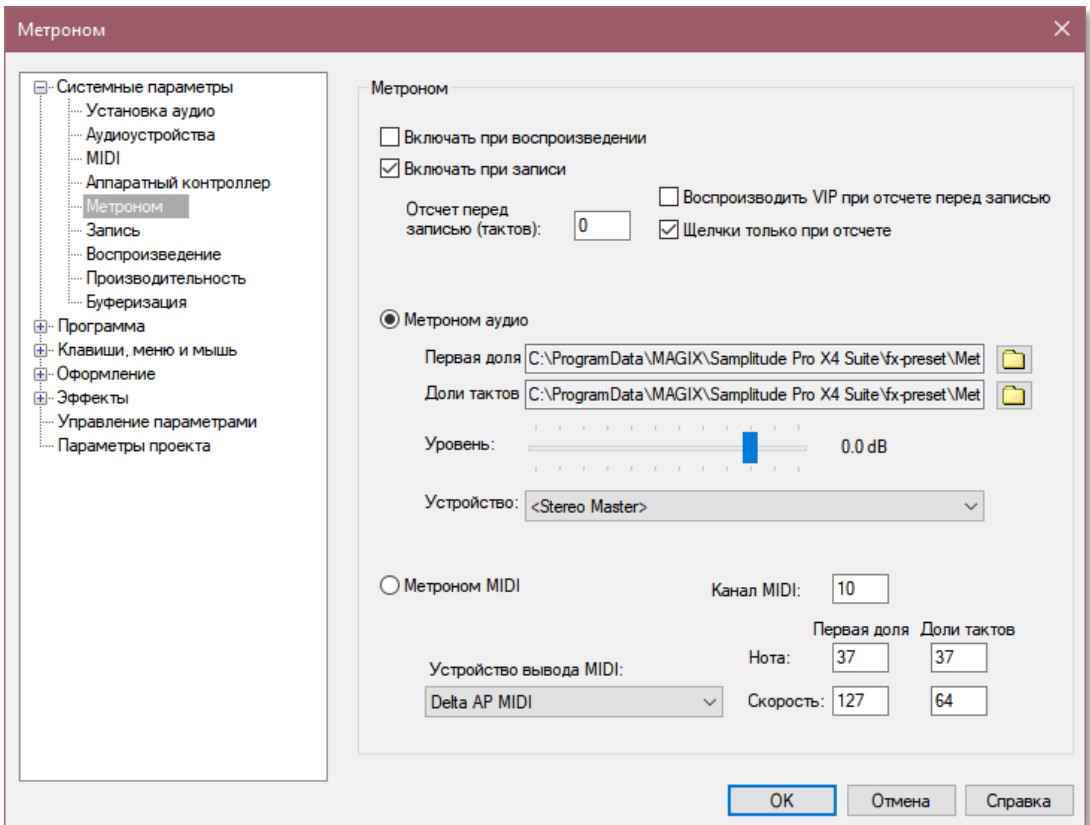 Метроном
Системные параметры
Установка аудио
Аудиоустройства
MIDI
Аппаратный контроллер
Метроном
Запись
Воспроизведение
Производительность
Буферизация
Программа
Клавиши, меню и мышь
Оформление
Эффекты
Управление параметрами
Параметры проекта
Метроном
Включать при воспроизведении
Включать при записи
Отсчет перед
записью (тактов): 0
Воспроизводить VIP при отсчете перед записью
Щелчки только при отсчете
Метроном аудио
Первая доля C:\ProgramData\MAGIX\Samplitude Pro X4 Suite\fx-preset\Met
Доли тактов C:\ProgramData\MAGIX\Samplitude Pro X4 Suite\fx-preset\Met
Уровень: 0.0 dB
Устройство: <Stereo Master>
Метроном MIDI
Канал MIDI: 10
Первая доля Доли тактов
Нота: 37 37
Устройство вывода MIDI:
Delta AP MIDI
Скорость: 127 64
OK Отмена Справка